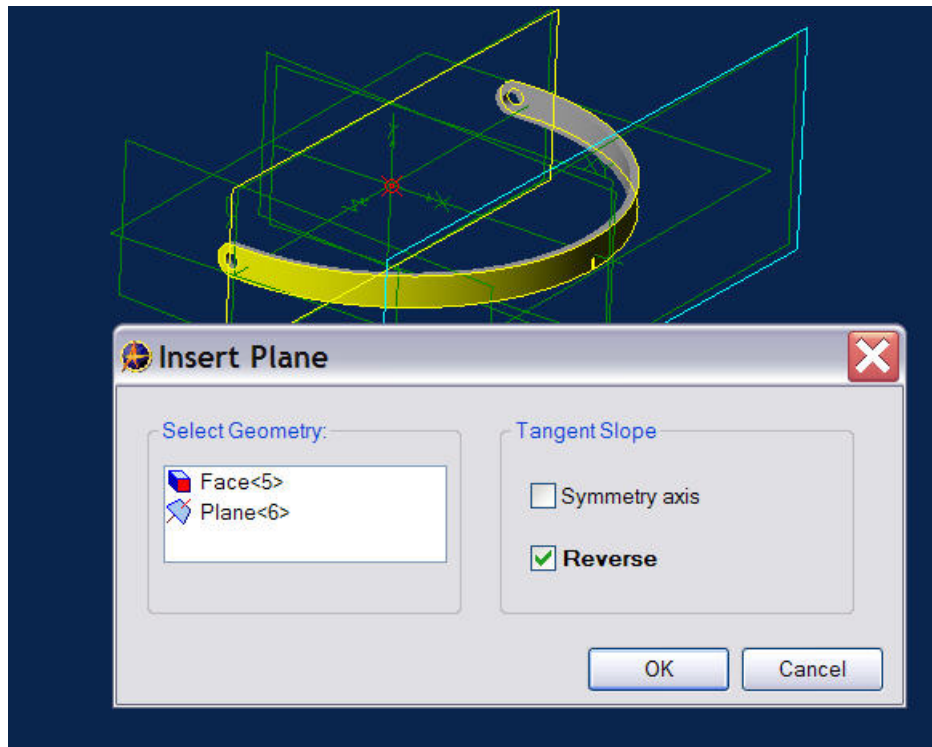 Insert Plane
Select Geometry:
Face<5>
Plane<6>
Tangent Slope
Symmetry axis
Reverse
OK
Cancel